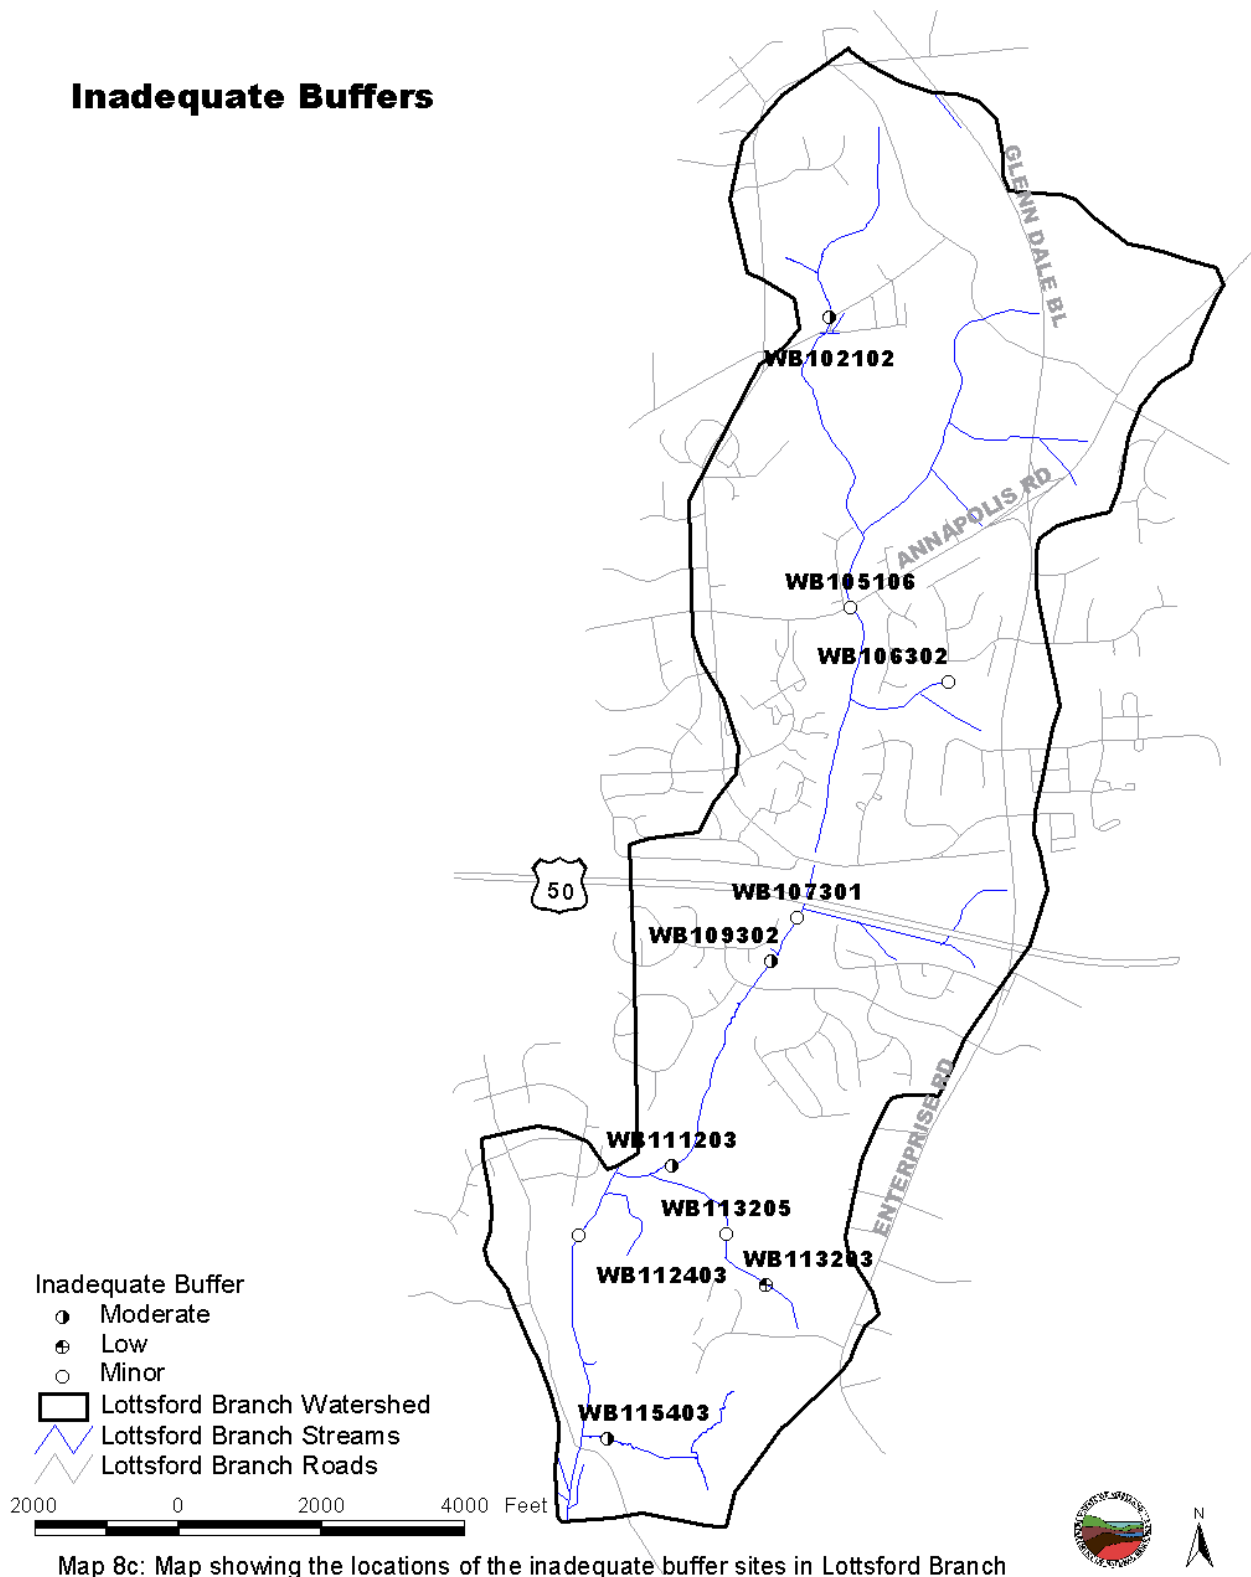 Inadequate Buffers
GLENN DALE BL
WB102102
ANNAPOLIS RD
WB105106
WB106302
50
WB107301
WB109302
ENTERPRISE RD
WB111203
WB113205
WB113203
WB112403
Inadequate Buffer
Moderate
Low
Minor
Lottsford Branch Watershed
WB115403
Lottsford Branch Streams
Lottsford Branch Roads
2000 0 2000 4000 Feet
N
Map 8c: Map showing the locations of the inadequate buffer sites in Lottsford Branch